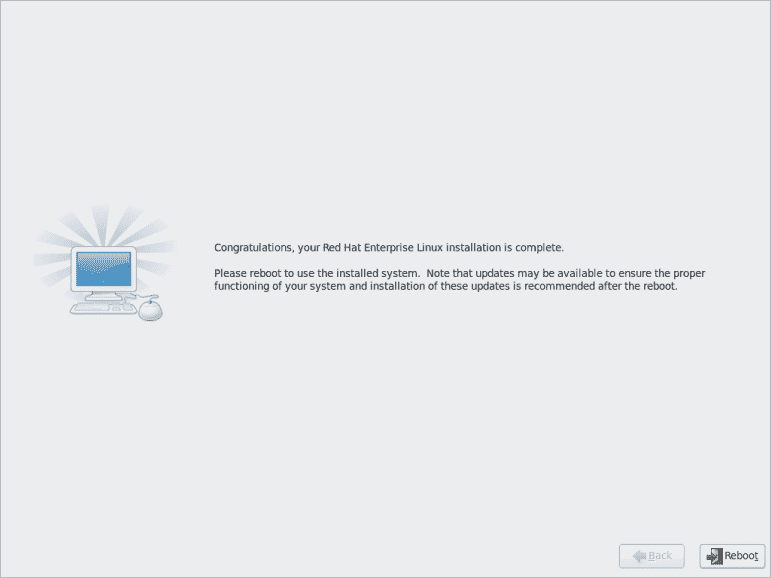 Congratulations, your Red Hat Enterprise Linux installation is complete.
Please reboot to use the installed system.  Note that updates may be available to ensure the proper
functioning of your system and installation of these updates is recommended after the reboot.
Back
Reboot